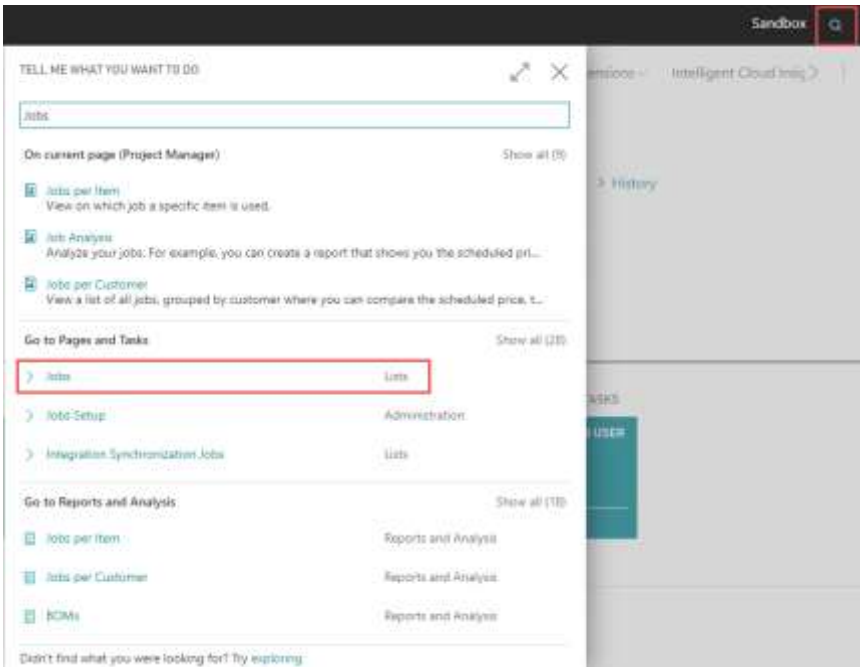 Sandbox
TELL ME WHAT YOU WANT TO DO
Jobs
On current page (Project Manager) Show all (9)
Jobs per Item
View on which job a specific item is used.
Job Analysis
Analyze your jobs. For example, you can create a report that shows you the scheduled pri...
Jobs per Customer
View a list of all jobs, grouped by customer where you can compare the scheduled price, t...
Go to Pages and Tasks Show all (28)
Jobs Lists
Jobs Setup Administration
Integration Synchronization Jobs Lists
Go to Reports and Analysis Show all (18)
Jobs per Item Reports and Analysis
Jobs per Customer Reports and Analysis
BOMs Reports and Analysis
Didn't find what you were looking for? Try exploring
ensions Intelligent Cloud Insig
> History
ASKS
USER